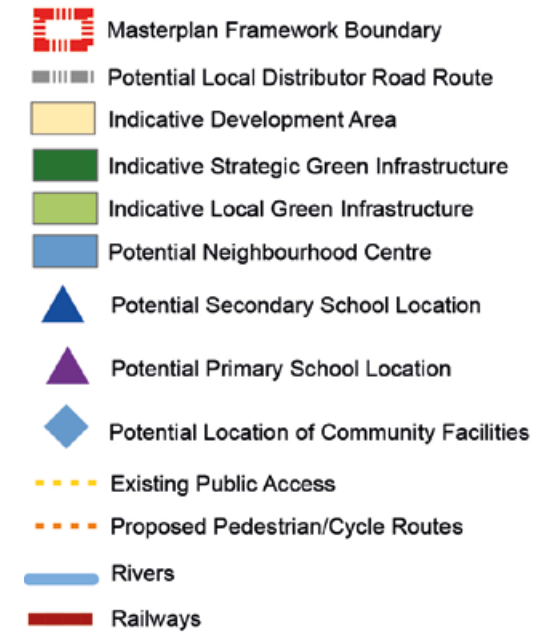 Masterplan Framework Boundary
Potential Local Distributor Road Route
Indicative Development Area
Indicative Strategic Green Infrastructure
Indicative Local Green Infrastructure
Potential Neighbourhood Centre
Potential Secondary School Location
Potential Primary School Location
Potential Location of Community Facilities
Existing Public Access
Proposed Pedestrian/Cycle Routes
Rivers
Railways